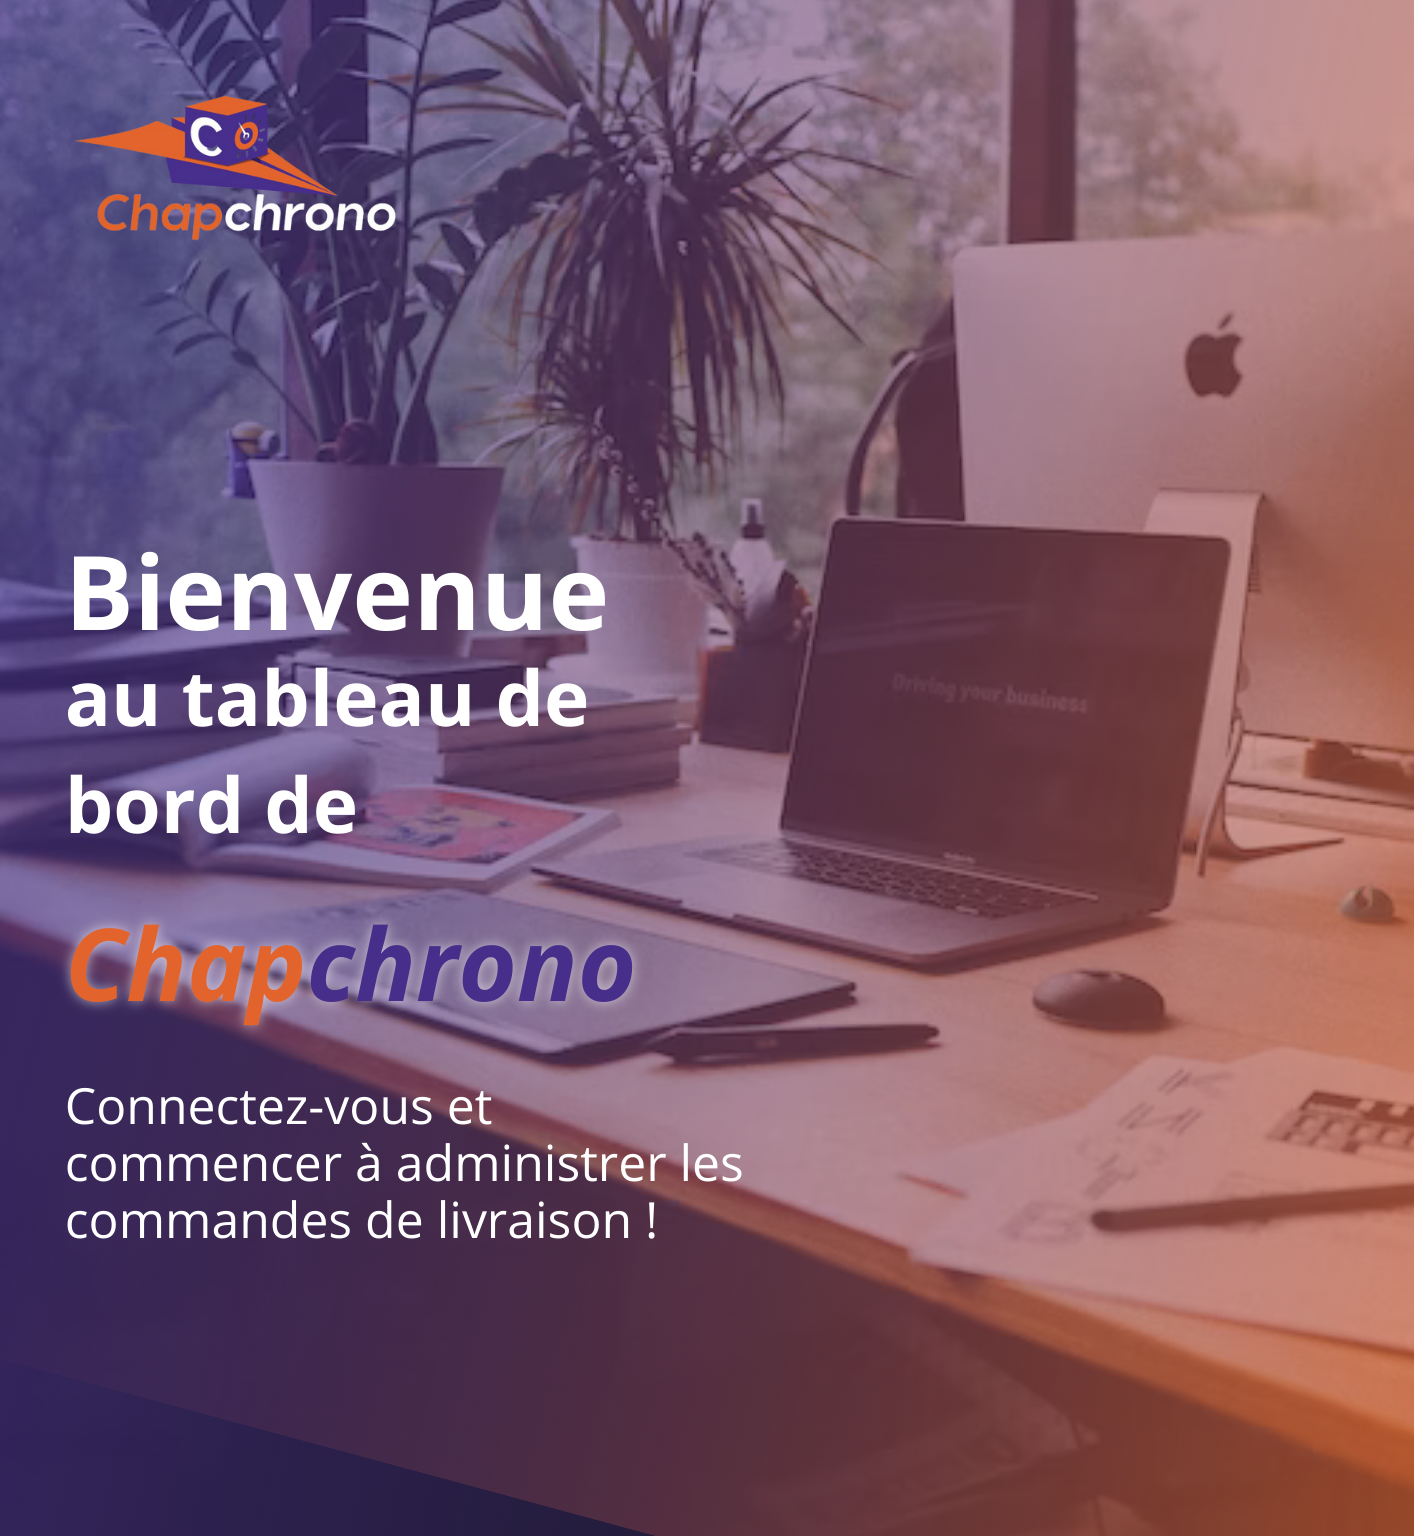 CO
Chapchrono
Bienvenue
au tableau de
bord de
Driving your business
Chapchrono
Connectez-vous et
commencer à administrer les
commandes de livraison !